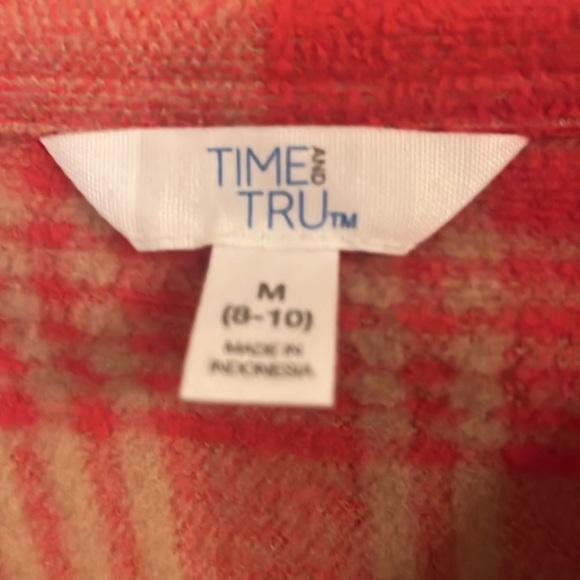 TIME AND
TRU™
M
(8-10)
MADE IN
INDONESIA